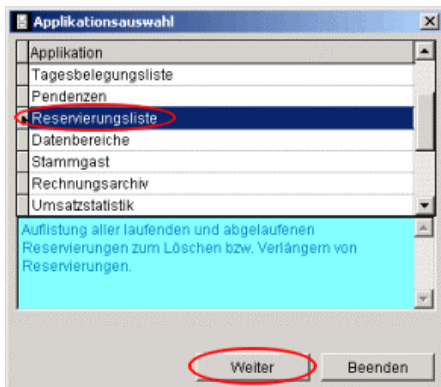 Applikationsauswahl
Applikation
Tagesbelegungsliste
Pendenzen
Reservierungsliste
Datenbereiche
Stammgast
Rechnungsarchiv
Umsatzstatistik
Auflistung aller laufenden und abgelaufenen
Reservierungen zum Löschen bzw. Verlängern von
Reservierungen.
Weiter
Beenden